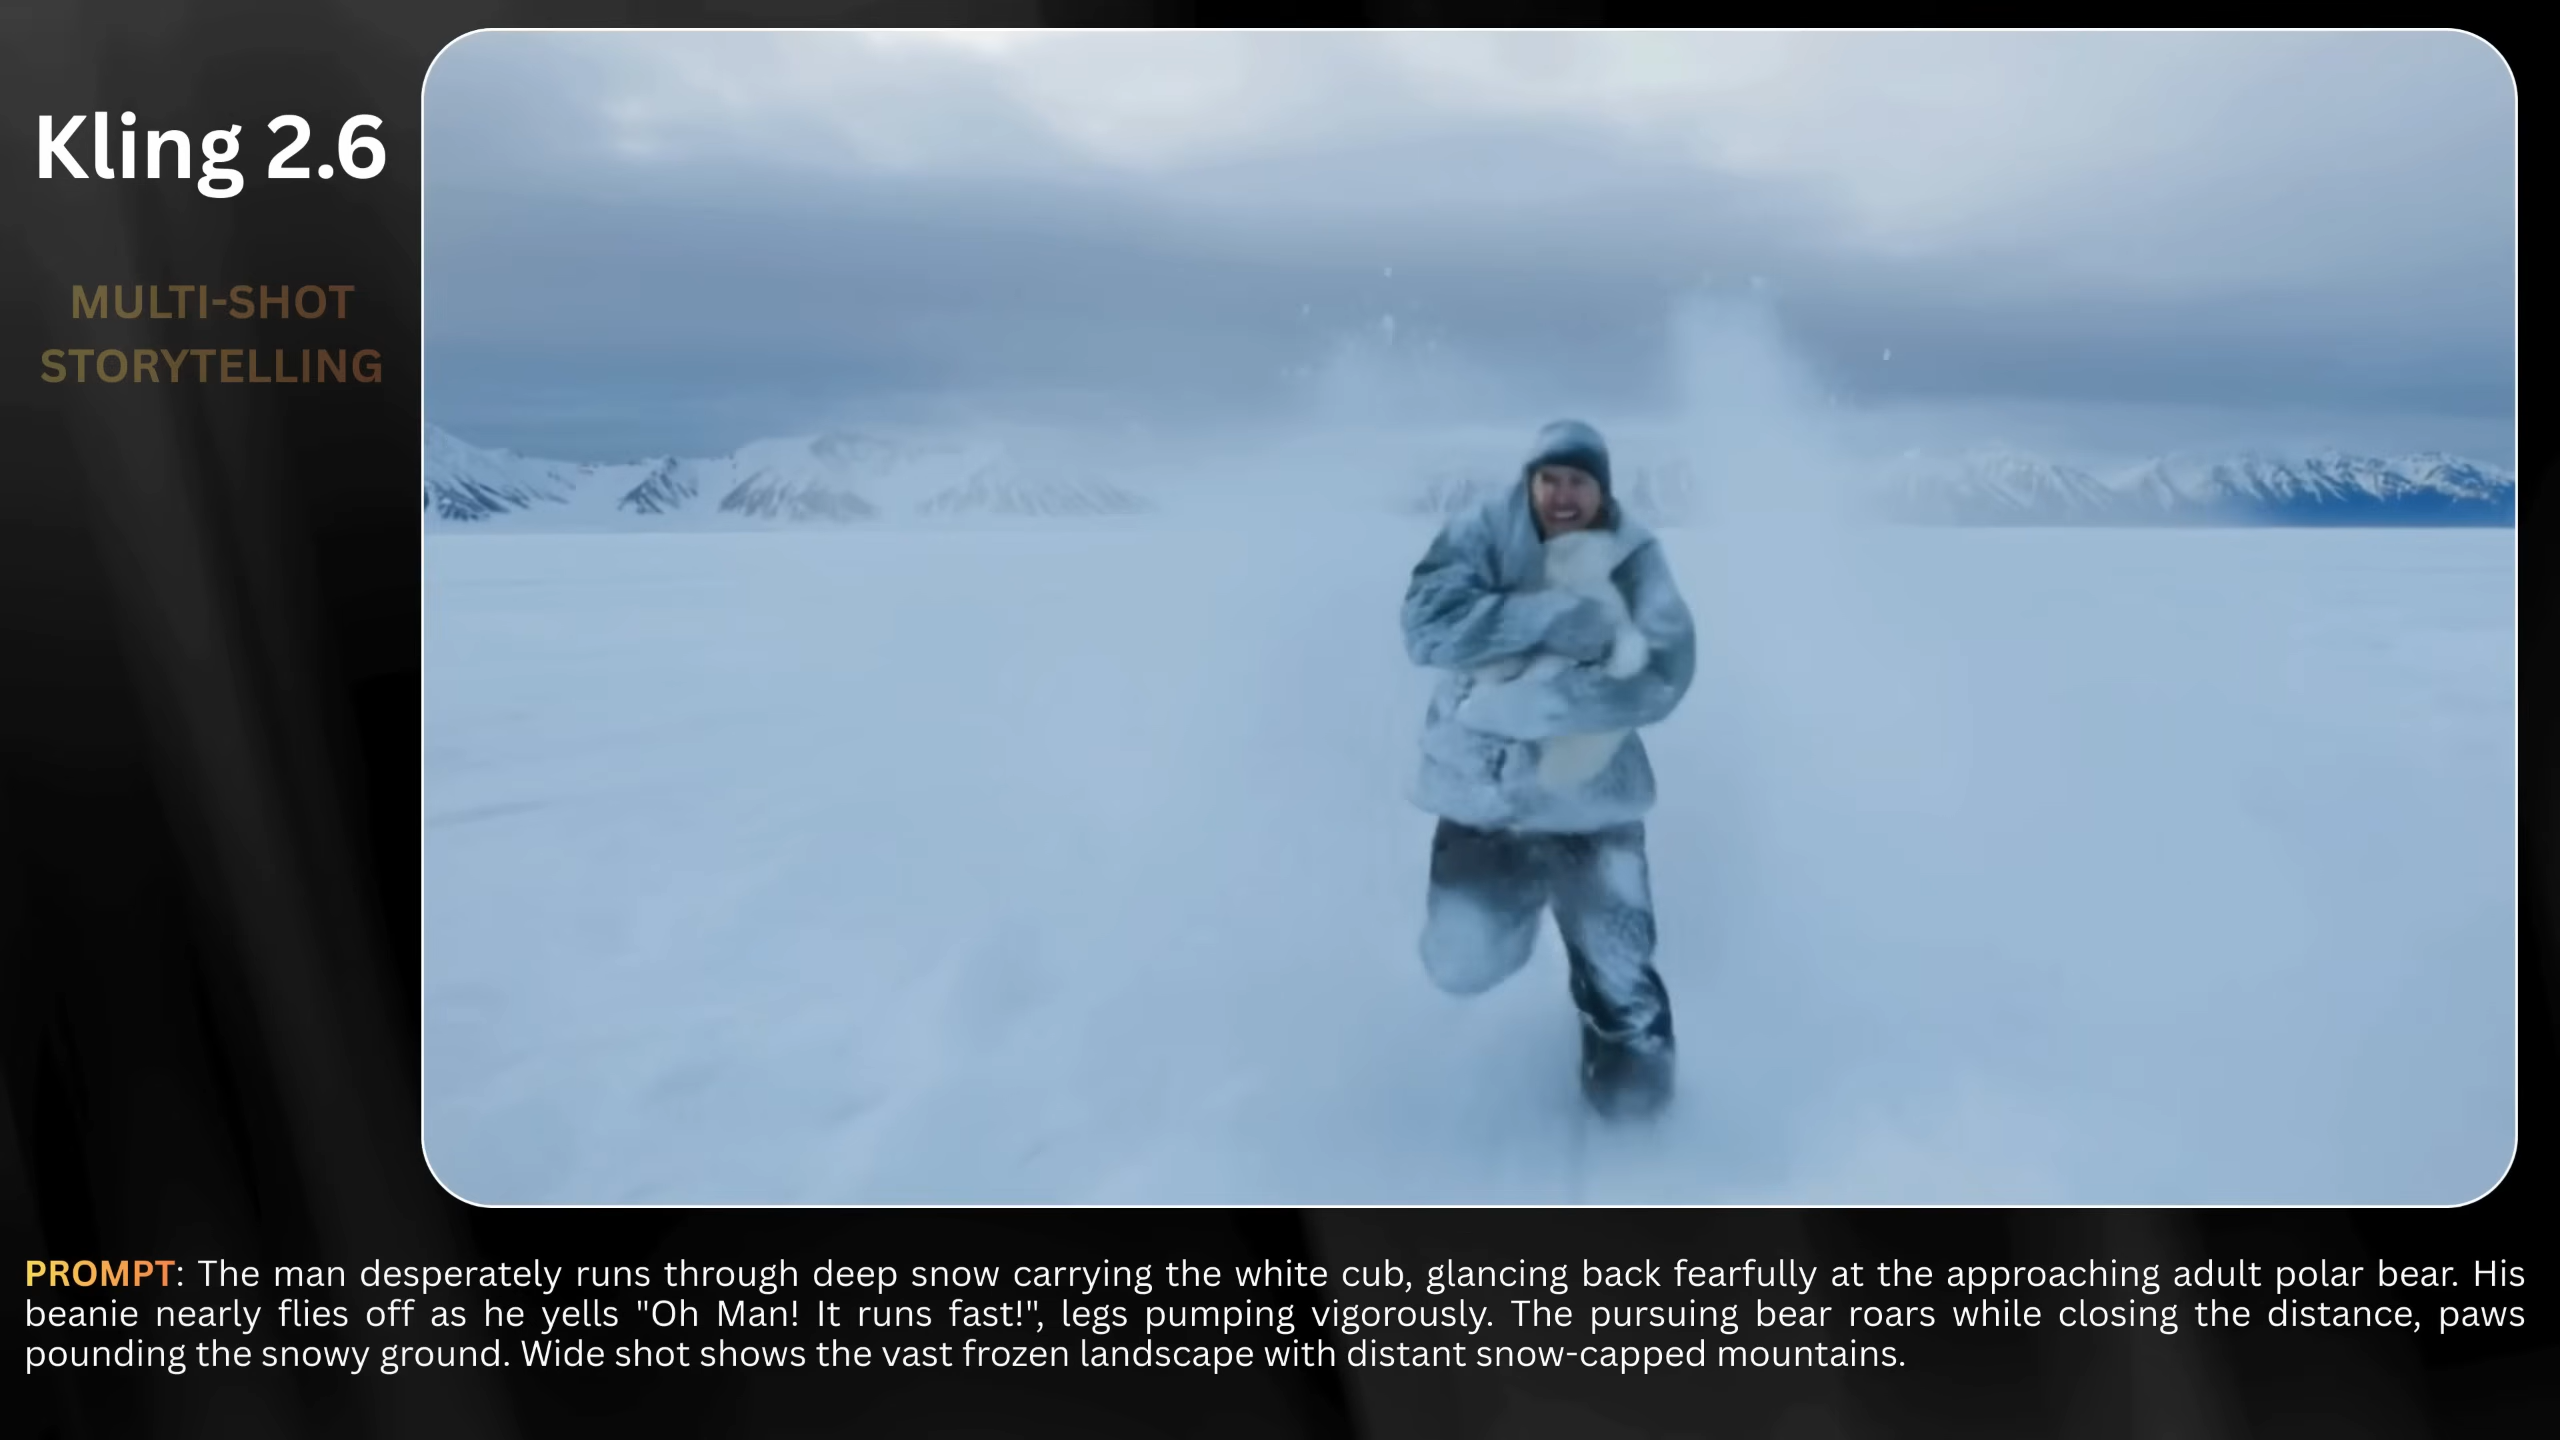 Kling 2.6
MULTI-SHOT
STORYTELLING
PROMPT: The man desperately runs through deep snow carrying the white cub, glancing back fearfully at the approaching adult polar bear. His
beanie nearly flies off as he yells "Oh Man! It runs fast!", legs pumping vigorously. The pursuing bear roars while closing the distance, paws
pounding the snowy ground. Wide shot shows the vast frozen landscape with distant snow-capped mountains.